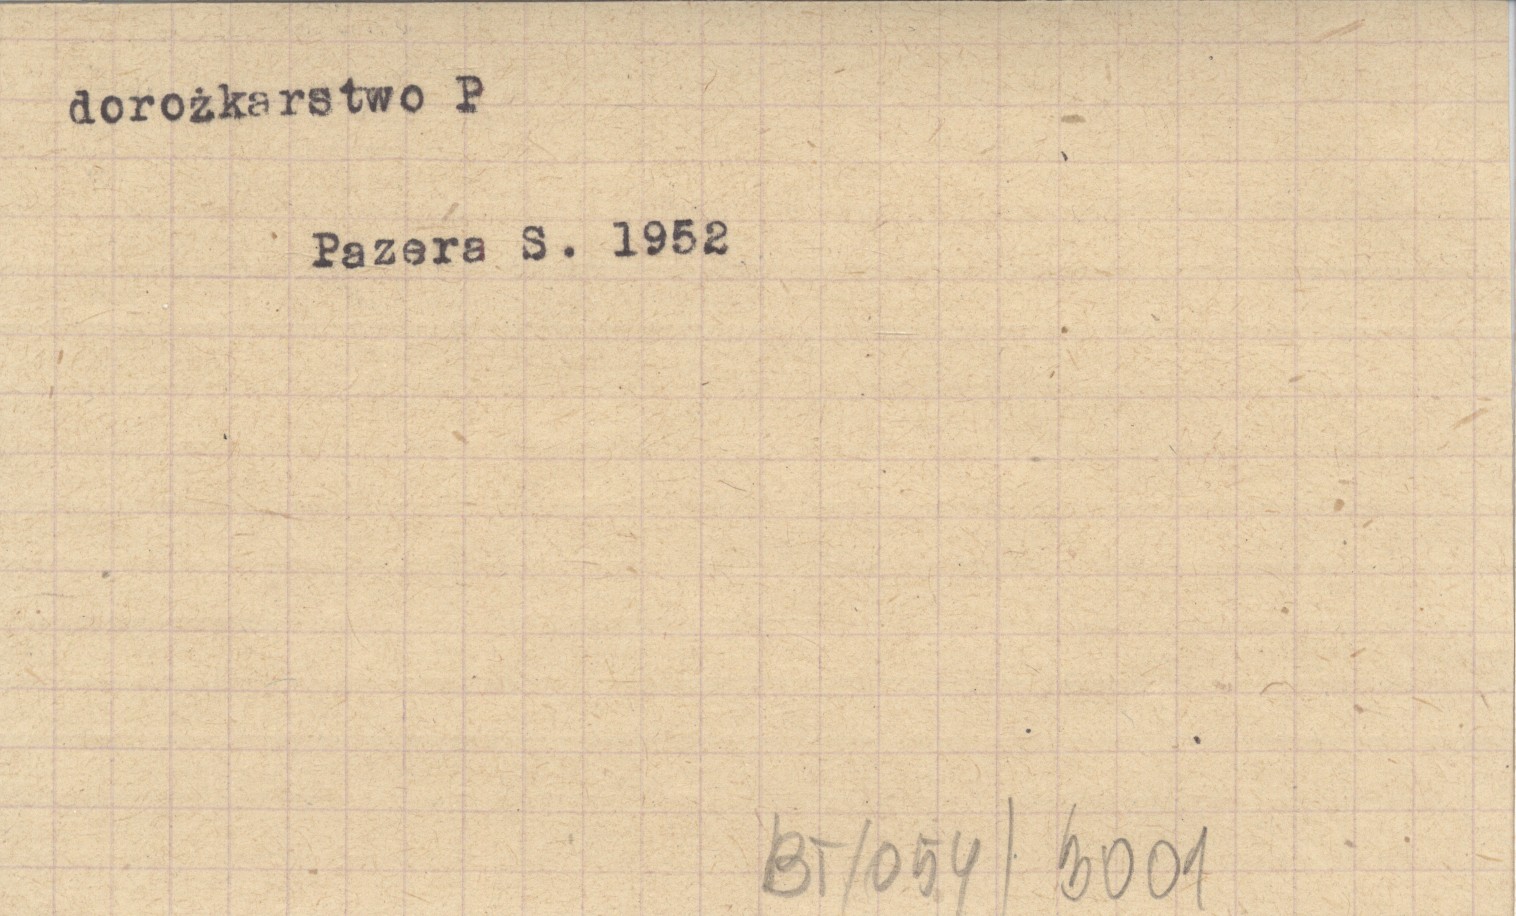 dorożkarstwo P
Pazera S. 1952
BT/054/3001